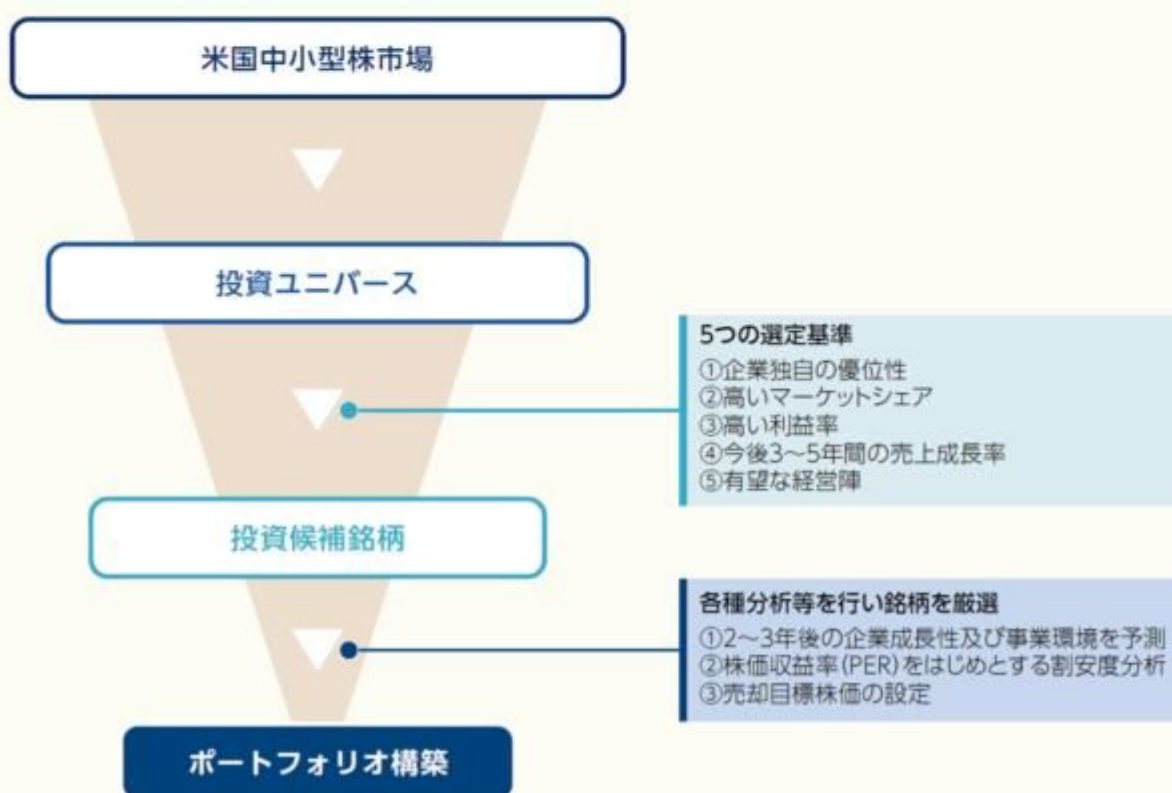 米国中小型株市場
投資ユニバース
5つの選定基準
①企業独自の優位性
②高いマーケットシェア
③高い利益率
④今後3～5年間の売上成長率
⑤有望な経営陣
投資候補銘柄
各種分析等を行い銘柄を厳選
①2～3年後の企業成長性及び事業環境を予測
②株価収益率(PER)をはじめとする割安度分析
③売却目標株価の設定
ポートフォリオ構築